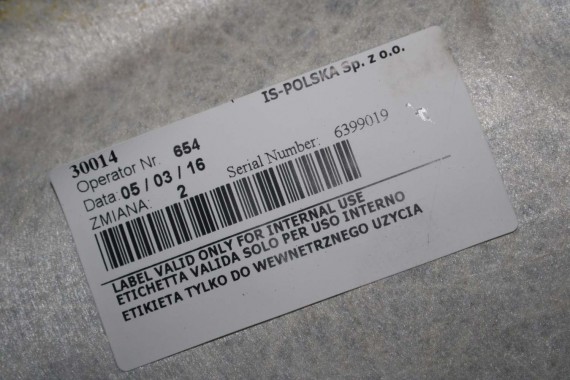 IS-POLSKA Sp. z o.o.
30014
Operator Nr. 654
Data: 05 / 03 / 16
Serial Number: 6399019
ZMIANA: 2
LABEL VALID ONLY FOR INTERNAL USE
ETICHETTA VALIDA SOLO PER USO INTERNO
ETIKIETA TYLKO DO WEWNETRZNEGO UZYCIA